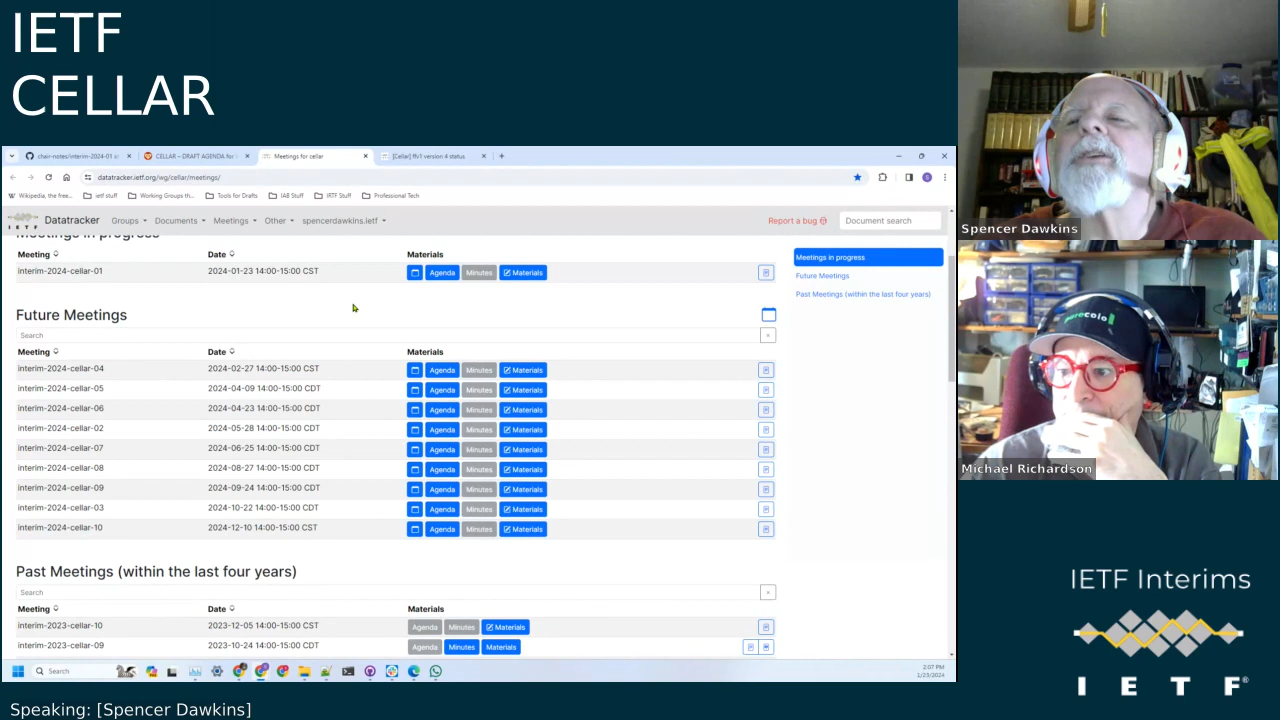 IETF
CELLAR
chair-notes/interim-2024-01 at
CELLAR – DRAFT AGENDA for
Meetings for cellar
[Cellar] ffv1 version 4 status
datatracker.ietf.org/wg/cellar/meetings/
Wikipedia, the free...
ietf stuff
Working Groups th...
Tools for Drafts
IAB Stuff
IRTF Stuff
Professional Tech
IETF
Datatracker
Groups
Documents
Meetings
Other
spencerdawkins.ietf
Report a bug
Document search
Meetings in progress
Meeting Date Materials
interim-2024-cellar-01 2024-01-23 14:00-15:00 CST Agenda Minutes Materials
Meetings in progress
Future Meetings
Past Meetings (within the last four years)
Future Meetings
Search
Meeting Date Materials
interim-2024-cellar-04 2024-02-27 14:00-15:00 CST Agenda Minutes Materials
interim-2024-cellar-05 2024-04-09 14:00-15:00 CDT Agenda Minutes Materials
interim-2024-cellar-06 2024-04-23 14:00-15:00 CDT Agenda Minutes Materials
interim-2024-cellar-02 2024-05-28 14:00-15:00 CDT Agenda Minutes Materials
interim-2024-cellar-07 2024-06-25 14:00-15:00 CDT Agenda Minutes Materials
interim-2024-cellar-08 2024-08-27 14:00-15:00 CDT Agenda Minutes Materials
interim-2024-cellar-09 2024-09-24 14:00-15:00 CDT Agenda Minutes Materials
interim-2024-cellar-03 2024-10-22 14:00-15:00 CDT Agenda Minutes Materials
interim-2024-cellar-10 2024-12-10 14:00-15:00 CST Agenda Minutes Materials
Past Meetings (within the last four years)
Search
Meeting Date Materials
interim-2023-cellar-10 2023-12-05 14:00-15:00 CST Agenda Minutes Materials
interim-2023-cellar-09 2023-10-24 14:00-15:00 CDT Agenda Minutes Materials
Search
2:07 PM
1/23/2024
Spencer Dawkins
Michael Richardson
IETF Interims
I E T F®
Speaking: [Spencer Dawkins]